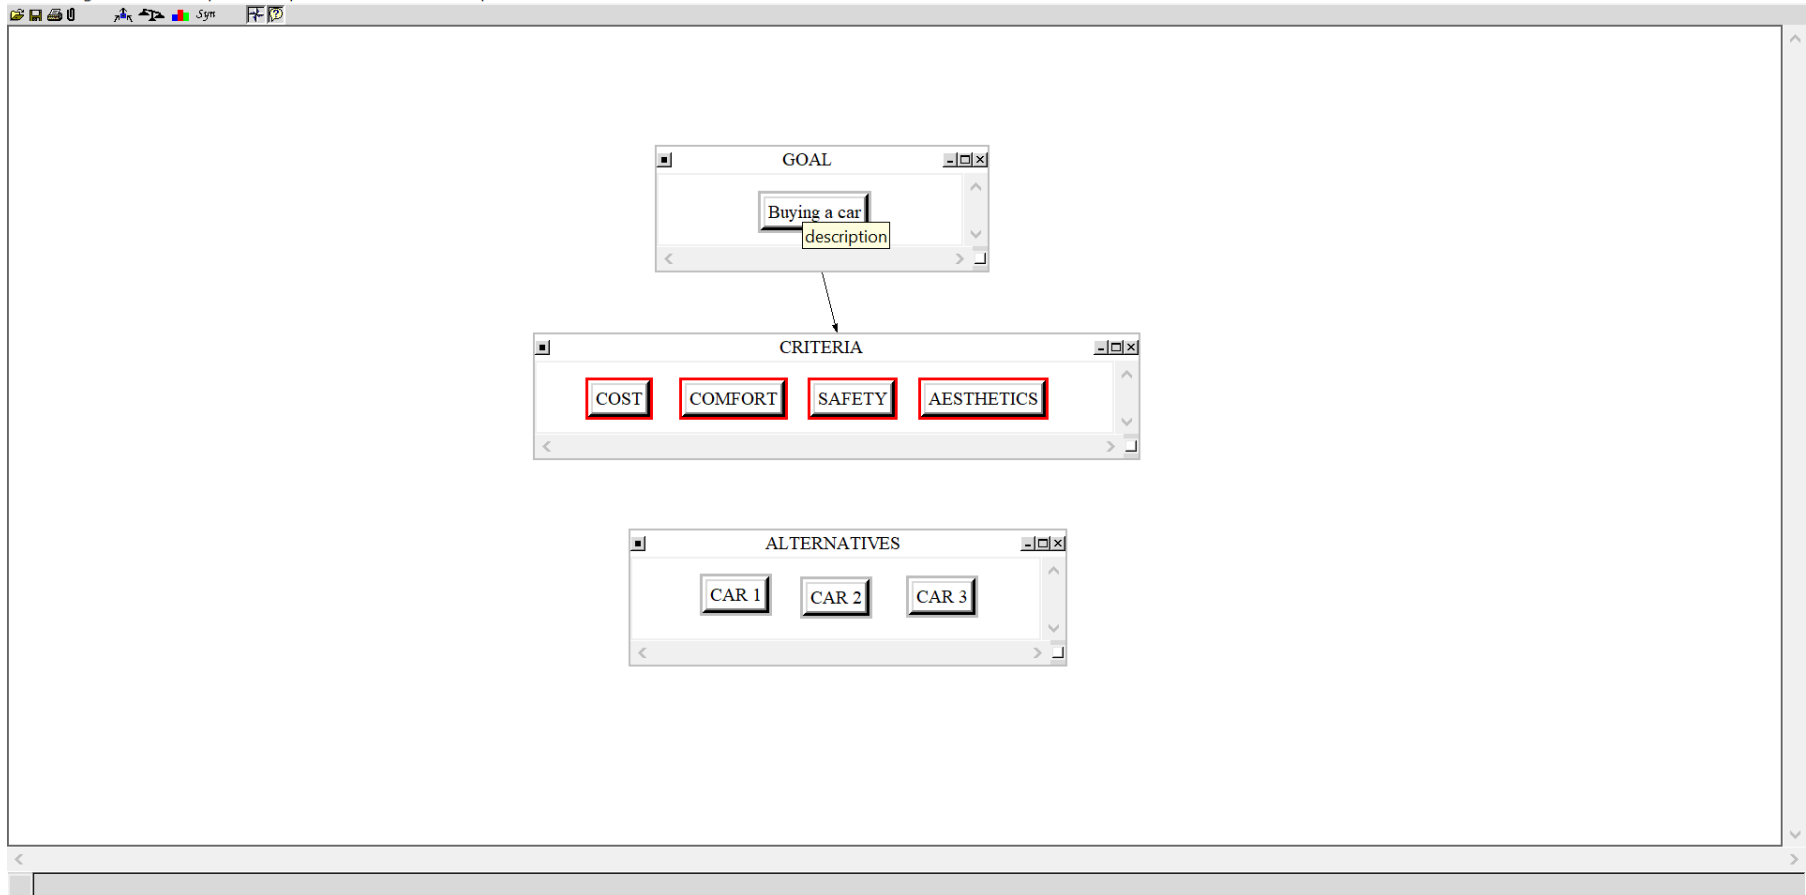 Syn
GOAL
Buying a car
description
CRITERIA
COST COMFORT SAFETY AESTHETICS
ALTERNATIVES
CAR 1 CAR 2 CAR 3